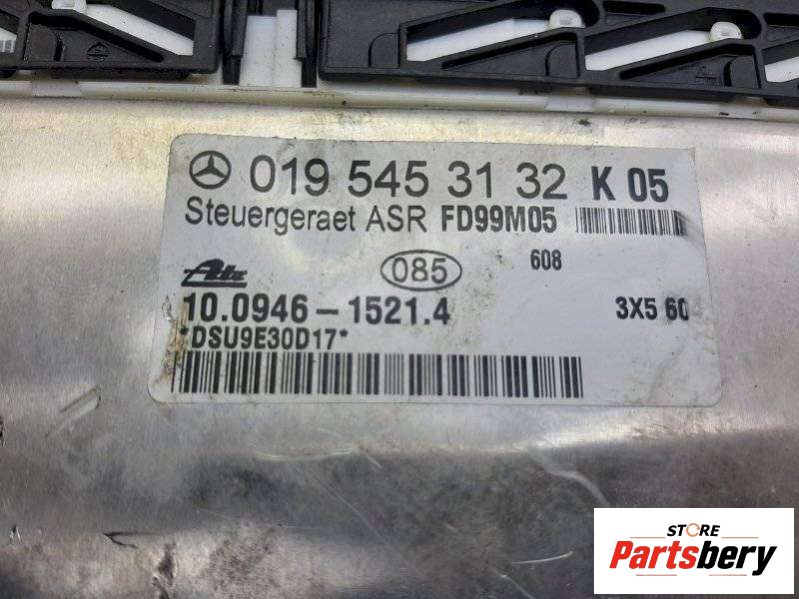 019 545 31 32 K 05
Steuergeraet ASR FD99M05
Ate 085 608
10.0946-1521.4 3X5 604
*DSU9E30D17*
STORE
Partsbery